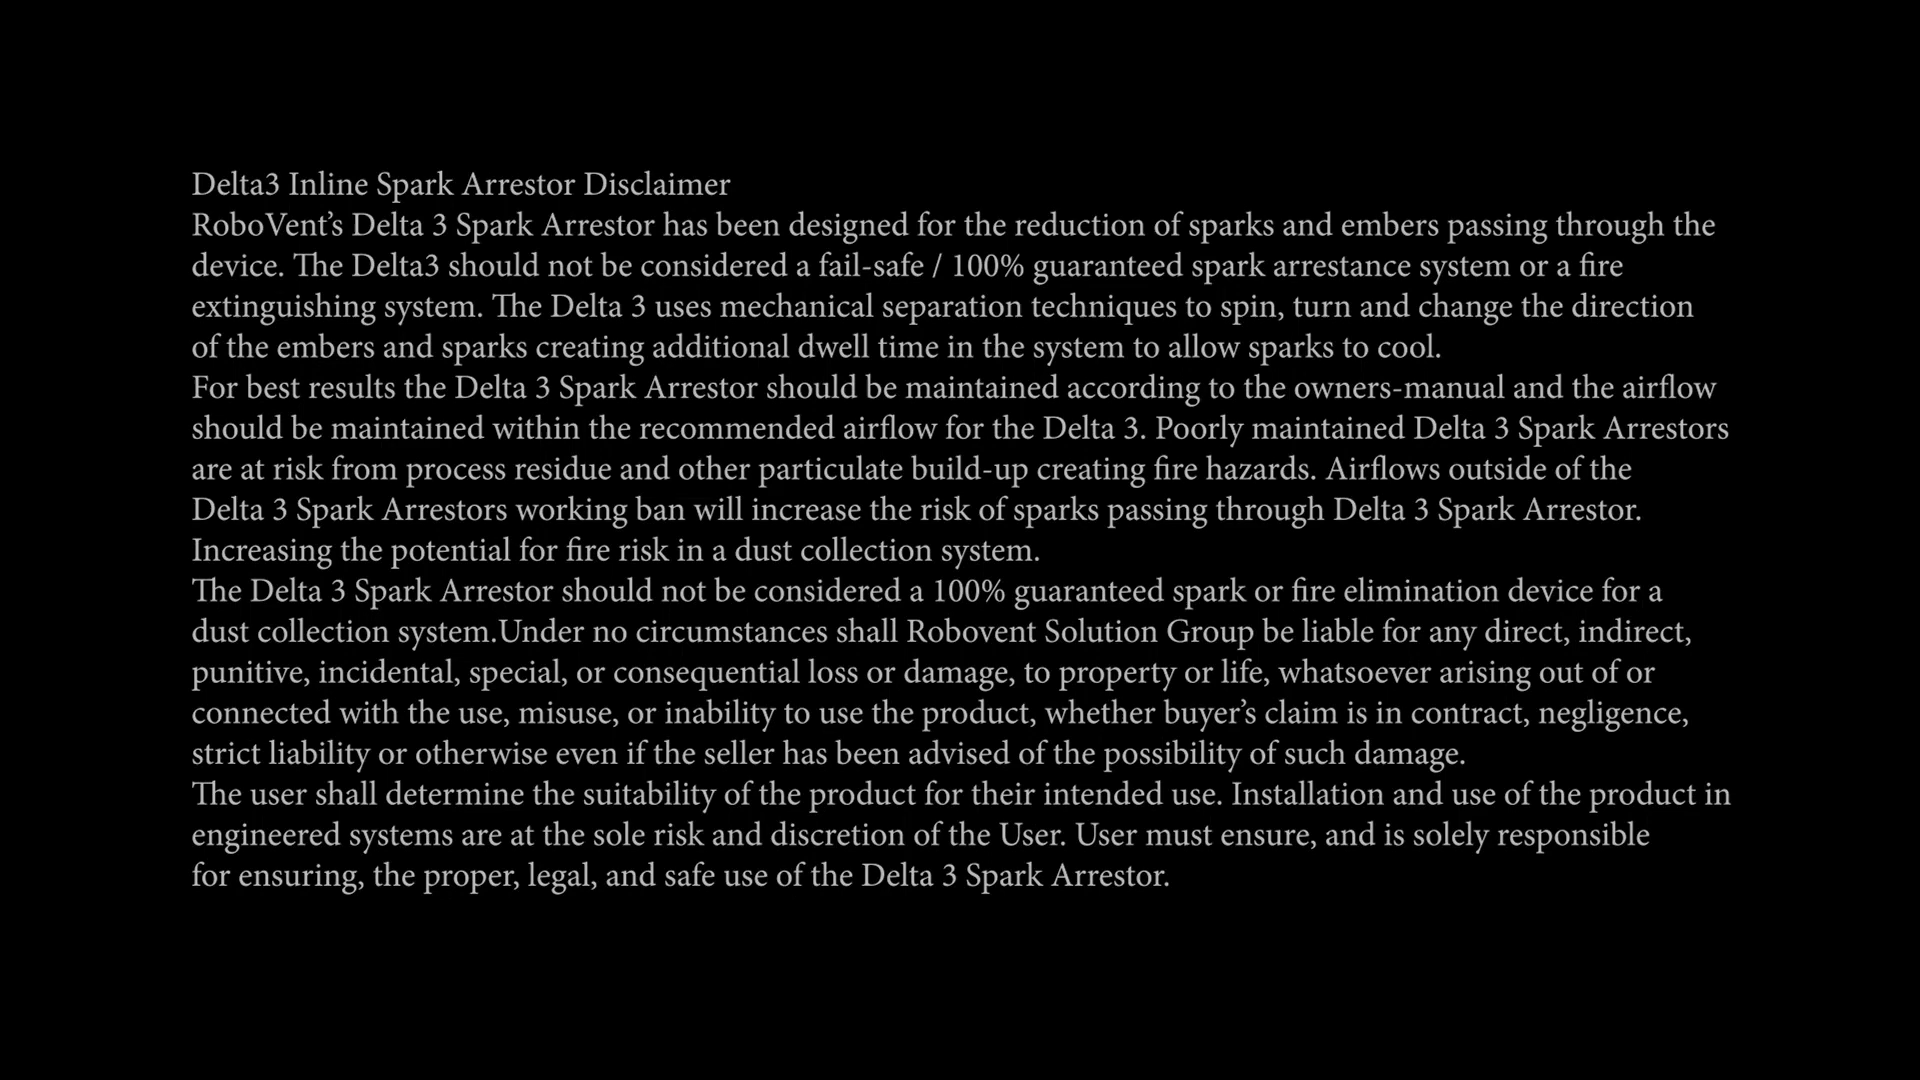 Delta3 Inline Spark Arrestor Disclaimer
RoboVent’s Delta 3 Spark Arrestor has been designed for the reduction of sparks and embers passing through the
device. The Delta3 should not be considered a fail-safe / 100% guaranteed spark arrestance system or a fire
extinguishing system. The Delta 3 uses mechanical separation techniques to spin, turn and change the direction
of the embers and sparks creating additional dwell time in the system to allow sparks to cool.
For best results the Delta 3 Spark Arrestor should be maintained according to the owners-manual and the airflow
should be maintained within the recommended airflow for the Delta 3. Poorly maintained Delta 3 Spark Arrestors
are at risk from process residue and other particulate build-up creating fire hazards. Airflows outside of the
Delta 3 Spark Arrestors working ban will increase the risk of sparks passing through Delta 3 Spark Arrestor.
Increasing the potential for fire risk in a dust collection system.
The Delta 3 Spark Arrestor should not be considered a 100% guaranteed spark or fire elimination device for a
dust collection system.Under no circumstances shall Robovent Solution Group be liable for any direct, indirect,
punitive, incidental, special, or consequential loss or damage, to property or life, whatsoever arising out of or
connected with the use, misuse, or inability to use the product, whether buyer’s claim is in contract, negligence,
strict liability or otherwise even if the seller has been advised of the possibility of such damage.
The user shall determine the suitability of the product for their intended use. Installation and use of the product in
engineered systems are at the sole risk and discretion of the User. User must ensure, and is solely responsible
for ensuring, the proper, legal, and safe use of the Delta 3 Spark Arrestor.